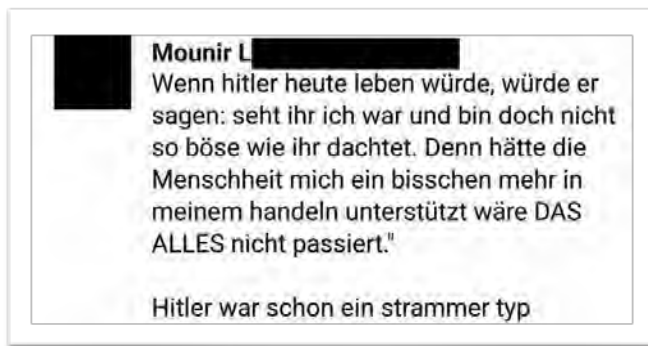 Mounir L
Wenn hitler heute leben würde, würde er
sagen: seht ihr ich war und bin doch nicht
so böse wie ihr dachtet. Denn hätte die
Menschheit mich ein bisschen mehr in
meinem handeln unterstützt wäre DAS
ALLES nicht passiert."
Hitler war schon ein strammer typ